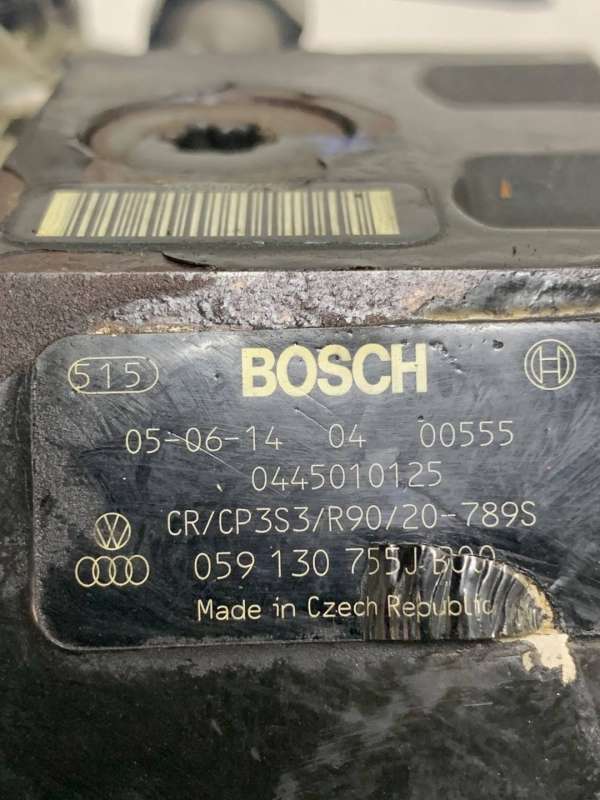 515 BOSCH
05-06-14 04 00555
0445010125
CR/CP3S3/R90/20-789S
059 130 755J B00
Made in Czech Republic